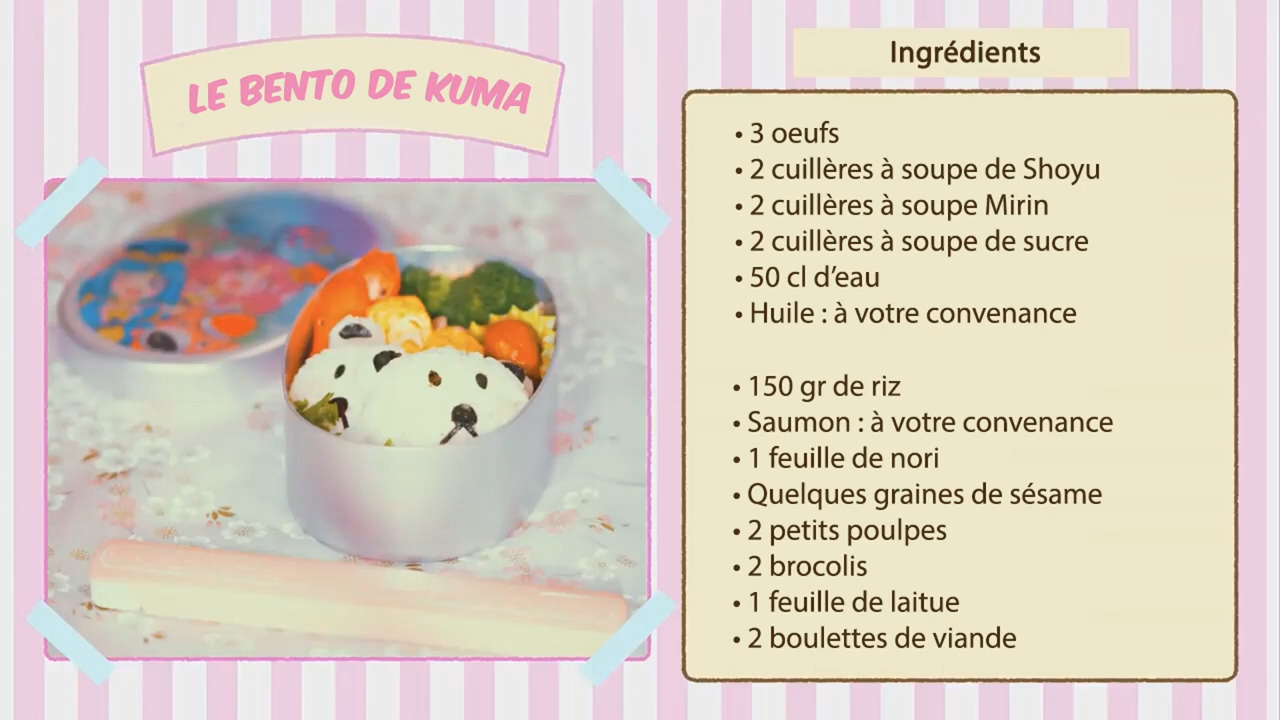 LE BENTO DE KUMA
Ingrédients
• 3 oeufs
• 2 cuillères à soupe de Shoyu
• 2 cuillères à soupe Mirin
• 2 cuillères à soupe de sucre
• 50 cl d'eau
• Huile : à votre convenance
• 150 gr de riz
• Saumon : à votre convenance
• 1 feuille de nori
• Quelques graines de sésame
• 2 petits poulpes
• 2 brocolis
• 1 feuille de laitue
• 2 boulettes de viande